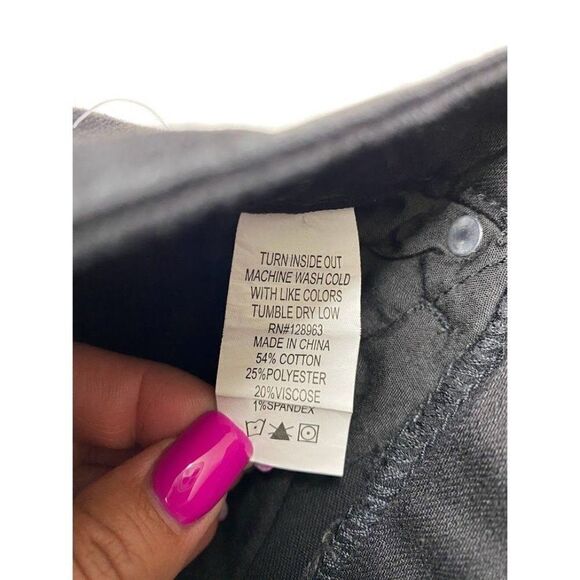 TURN INSIDE OUT
MACHINE WASH COLD
WITH LIKE COLORS
TUMBLE DRY LOW
RN#128963
MADE IN CHINA
54% COTTON
25%POLYESTER
20%VISCOSE
1%SPANDEX